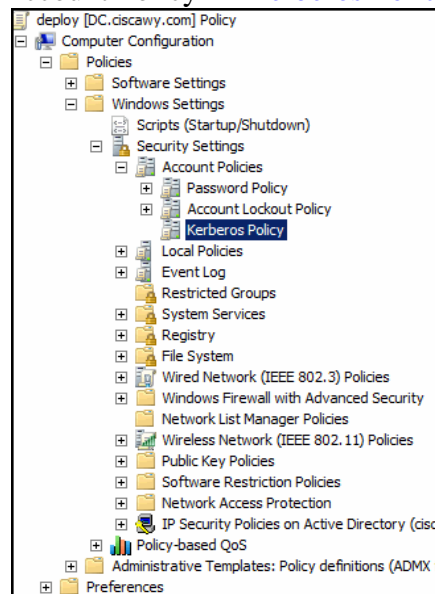 deploy [DC.ciscawy.com] Policy
Computer Configuration
Policies
Software Settings
Windows Settings
Scripts (Startup/Shutdown)
Security Settings
Account Policies
Password Policy
Account Lockout Policy
Kerberos Policy
Local Policies
Event Log
Restricted Groups
System Services
Registry
File System
Wired Network (IEEE 802.3) Policies
Windows Firewall with Advanced Security
Network List Manager Policies
Wireless Network (IEEE 802.11) Policies
Public Key Policies
Software Restriction Policies
Network Access Protection
IP Security Policies on Active Directory (cisc
Policy-based QoS
Administrative Templates: Policy definitions (ADMX
Preferences